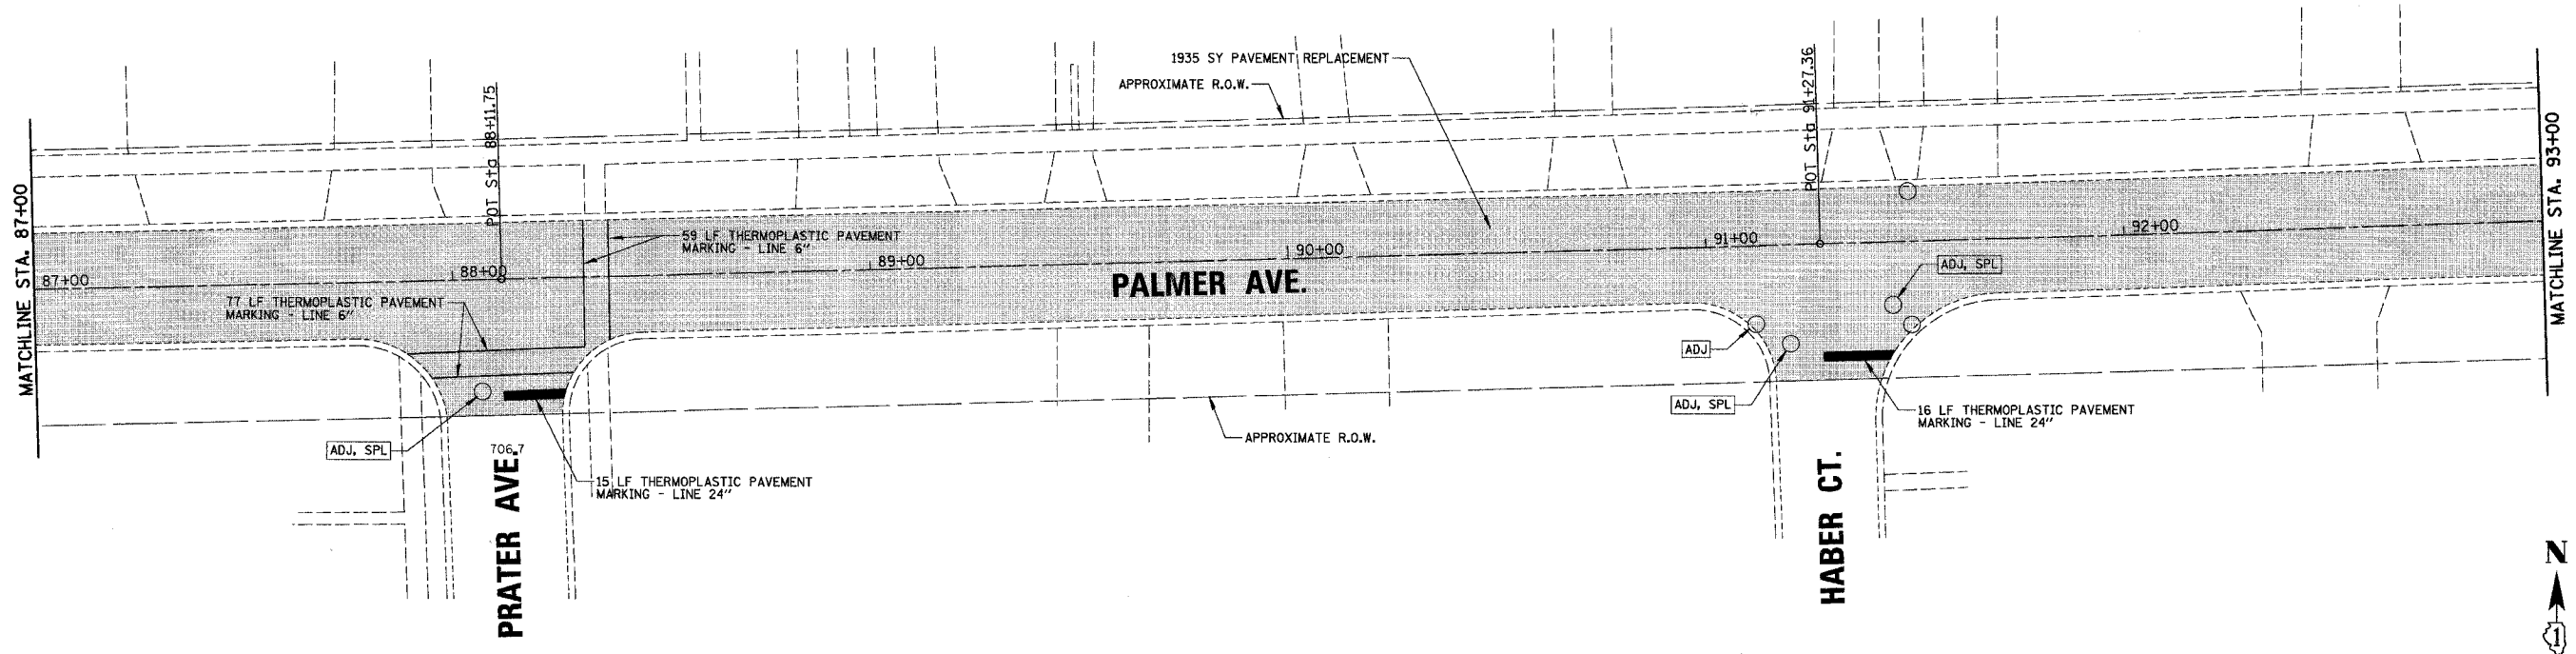 1935 SY PAVEMENT REPLACEMENT
APPROXIMATE R.O.W.
POT Sta 88+11.75
POT Sta 91+27.36
MATCHLINE STA. 87+00
MATCHLINE STA. 93+00
87+00
88+00
89+00
90+00
91+00
92+00
59 LF THERMOPLASTIC PAVEMENT
MARKING - LINE 6"
77 LF THERMOPLASTIC PAVEMENT
MARKING - LINE 6"
PALMER AVE.
ADJ, SPL
ADJ
ADJ, SPL
16 LF THERMOPLASTIC PAVEMENT
MARKING - LINE 24"
APPROXIMATE R.O.W.
ADJ, SPL
706.7
15 LF THERMOPLASTIC PAVEMENT
MARKING - LINE 24"
PRATER AVE.
HABER CT.
N
1